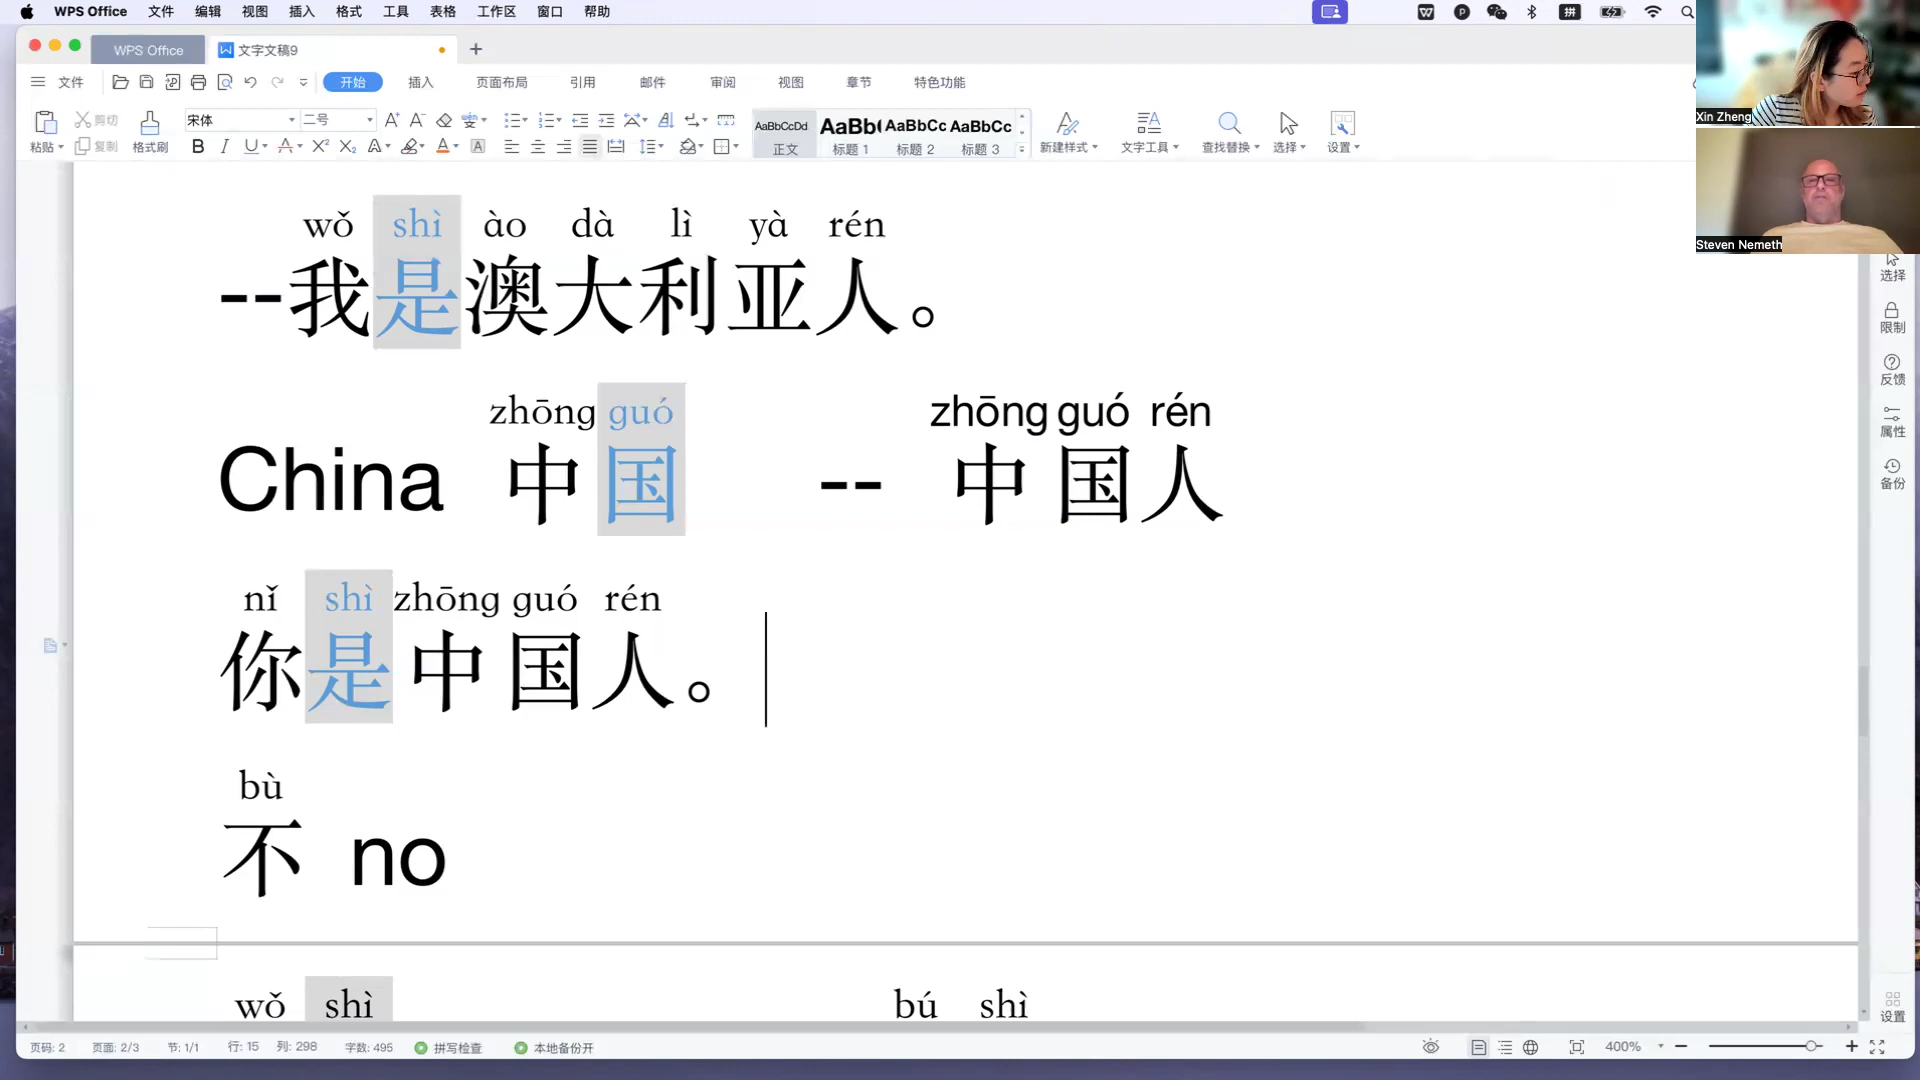 WPS Office 文件 编辑 视图 插入 格式 工具 表格 工作区 窗口 帮助
WPS Office 文字文稿9
文件 开始 插入 页面布局 引用 邮件 审阅 视图 章节 特色功能
剪切 宋体 二号 AaBbCcDd AaBb( AaBbCc AaBbCc
粘贴 复制 格式刷 正文 标题 1 标题 2 标题 3 新建样式 文字工具 查找替换 选择 设置
Xin Zheng
Steven Nemeth
选择
限制
反馈
属性
备份
设置
wǒ shì ào dà lì yà rén
--我是澳大利亚人。
zhōng guó zhōng guó rén
China 中国 -- 中国人
nǐ shì zhōng guó rén
你是中国人。
bù
不 no
wǒ shì bú shì
页码: 2 页面: 2/3 节: 1/1 行: 15 列: 298 字数: 495 拼写检查 本地备份开 400%